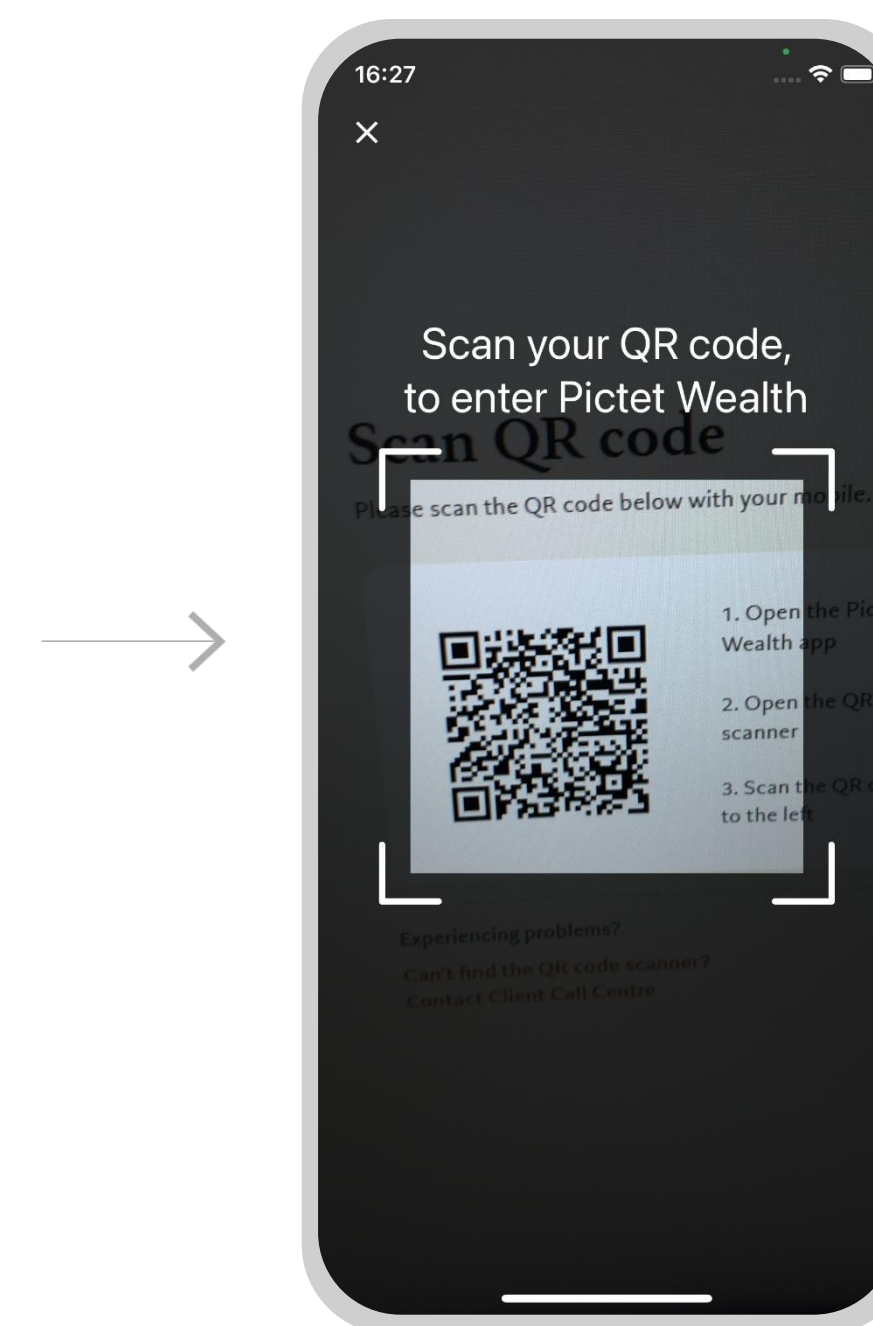 16:27
Scan your QR code,
to enter Pictet Wealth
Scan QR code
Please scan the QR code below with your mobile.
1. Open the Pic
Wealth app
2. Open the QR
scanner
3. Scan the QR
to the left
Experiencing problems?
Can't find the QR code scanner?
Contact Client Call Centre